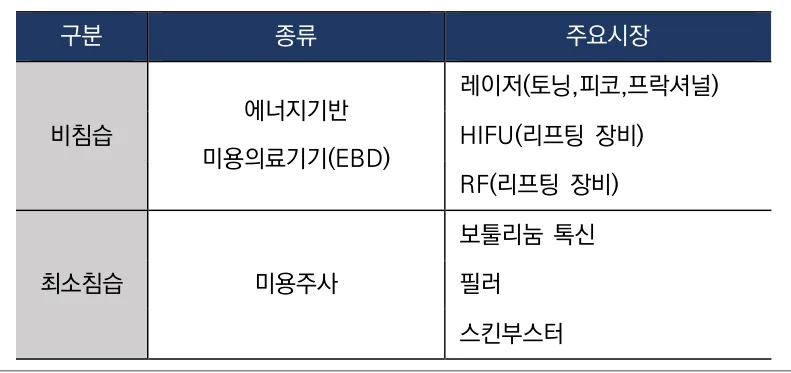 구분 종류 주요시장
비침습
에너지기반
미용의료기기(EBD)
레이저(토닝,피코,프락셔널)
HIFU(리프팅 장비)
RF(리프팅 장비)
최소침습
미용주사
보툴리눔 톡신
필러
스킨부스터